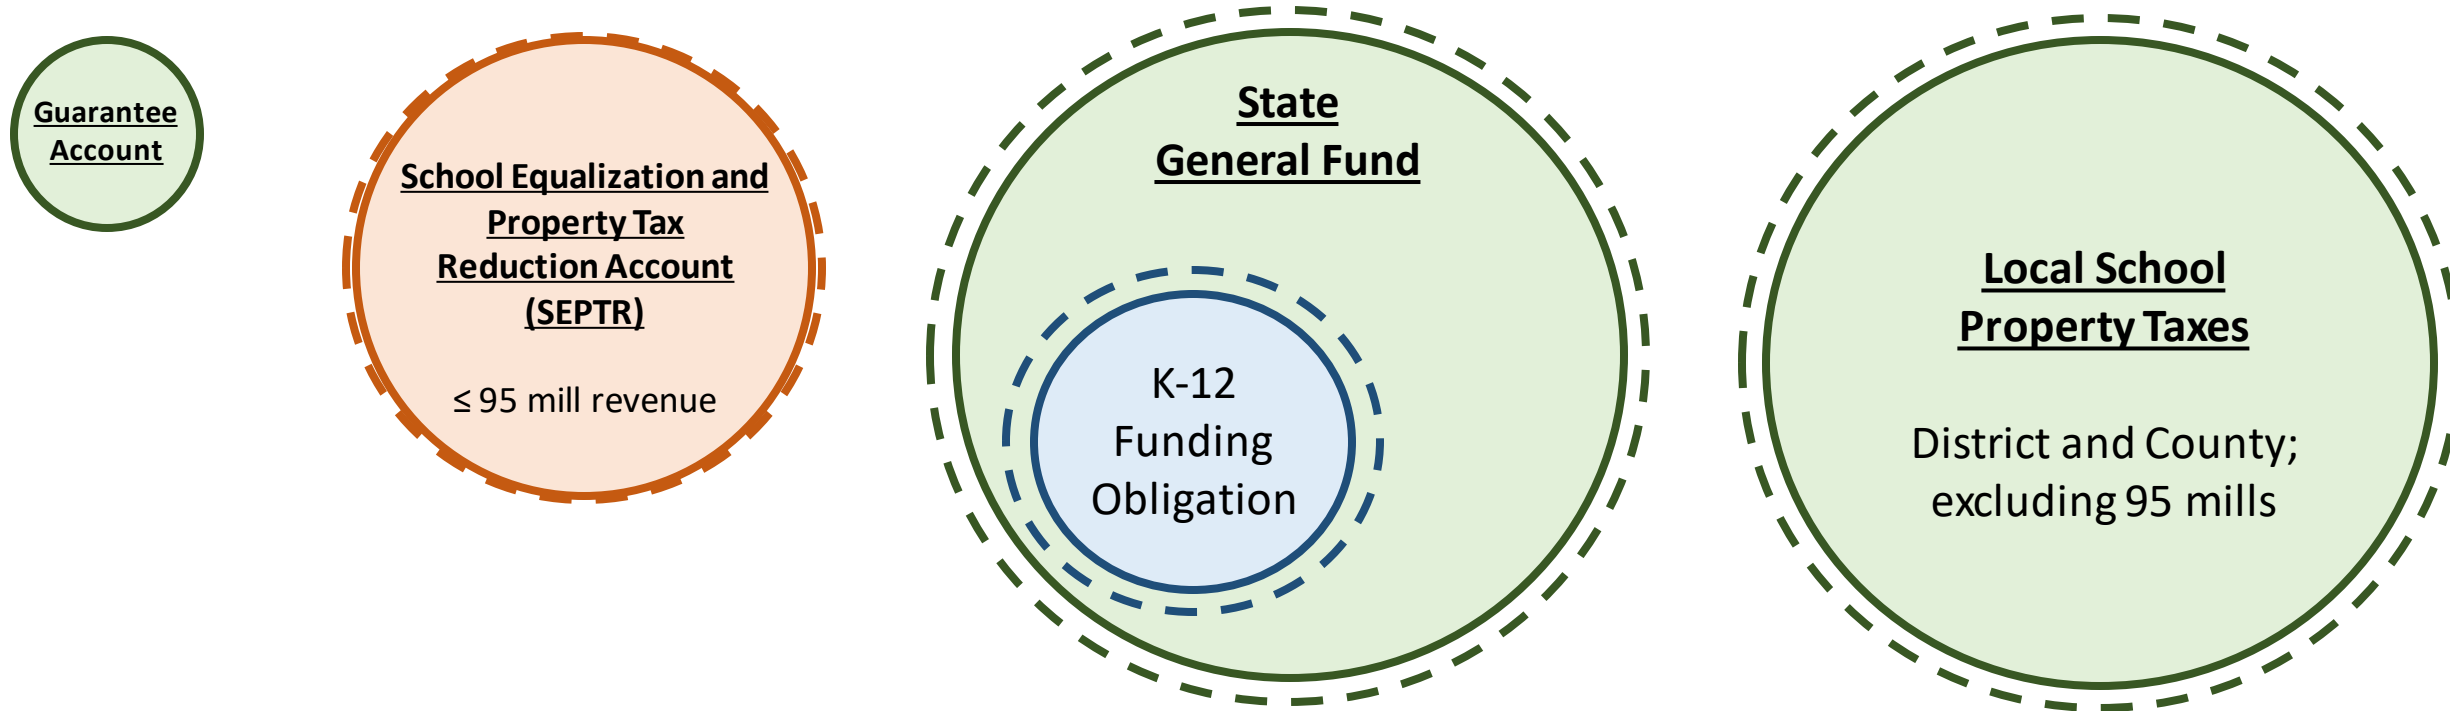 Guarantee
Account
School Equalization and
Property Tax
Reduction Account
(SEPTR)
≤ 95 mill revenue
State
General Fund
K-12
Funding
Obligation
Local School
Property Taxes
District and County;
excluding 95 mills